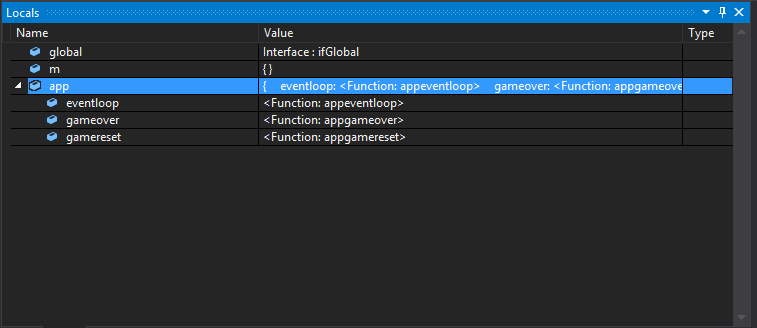 Locals
Name Value Type
global Interface : ifGlobal
m { }
app { eventloop: <Function: appeventloop> gameover: <Function: appgameove
eventloop <Function: appeventloop>
gameover <Function: appgameover>
gamereset <Function: appgamereset>